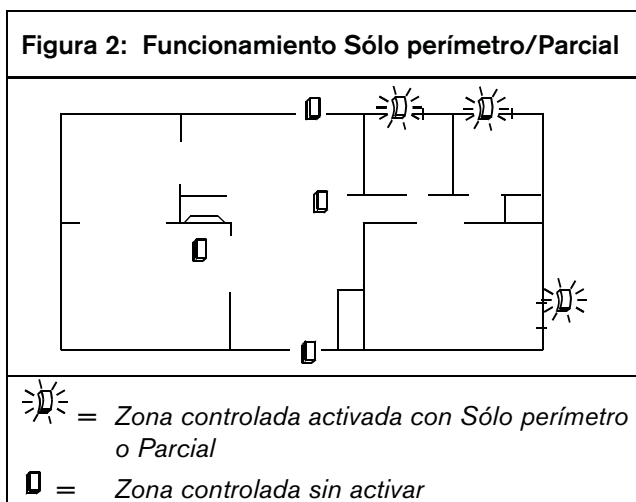 Figura 2: Funcionamiento Sólo perímetro/Parcial
= Zona controlada activada con Sólo perímetro
o Parcial
= Zona controlada sin activar